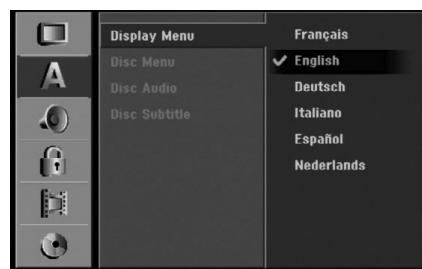 A
Display Menu
Disc Menu
Disc Audio
Disc Subtitle
Français
English
Deutsch
Italiano
Español
Nederlands